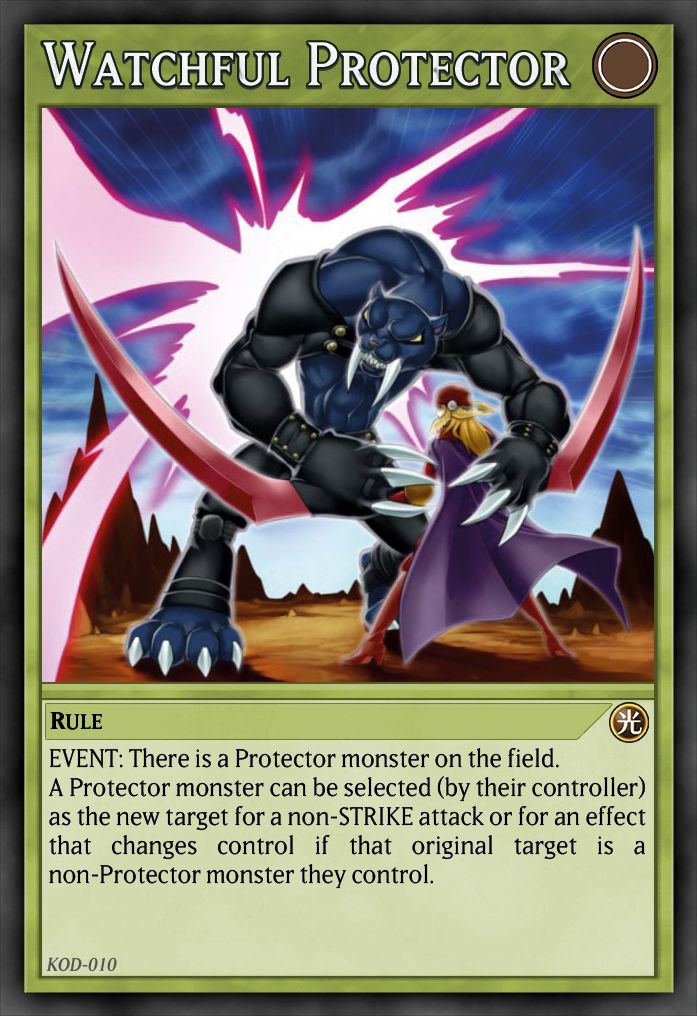 WATCHFUL PROTECTOR
RULE
光
EVENT: There is a Protector monster on the field.
A Protector monster can be selected (by their controller)
as the new target for a non-STRIKE attack or for an effect
that changes control if that original target is a
non-Protector monster they control.
KOD-010